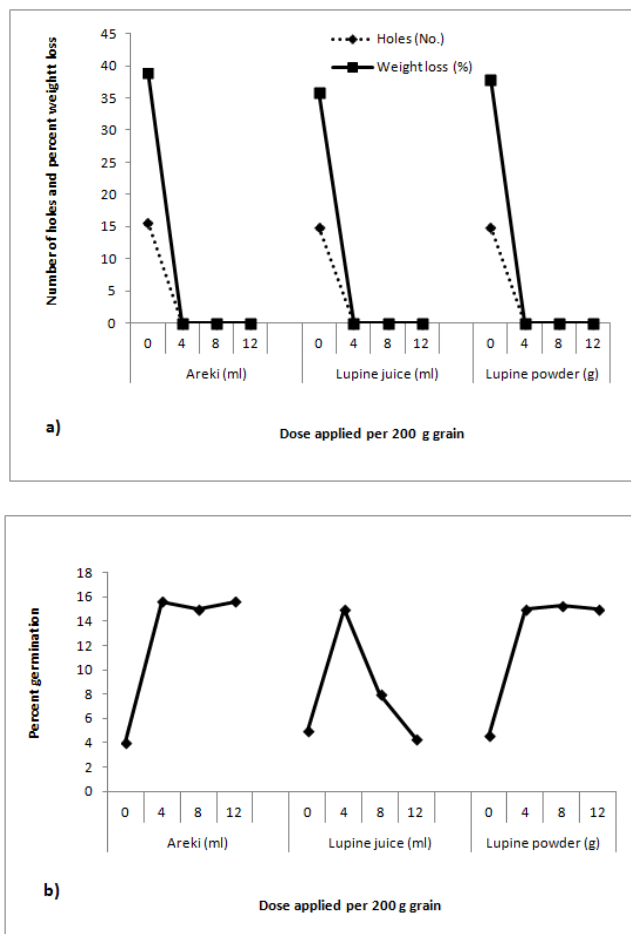 45
40
35
30
25
20
15
10
5
0
Number of holes and percent weightt loss
Holes (No.)
Weight loss (%)
0 4 8 12 0 4 8 12 0 4 8 12
Areki (ml) Lupine juice (ml) Lupine powder (g)
a)
Dose applied per 200 g grain
18
16
14
12
10
8
6
4
2
0
Percent germination
0 4 8 12 0 4 8 12 0 4 8 12
Areki (ml) Lupine juice (ml) Lupine powder (g)
b)
Dose applied per 200 g grain